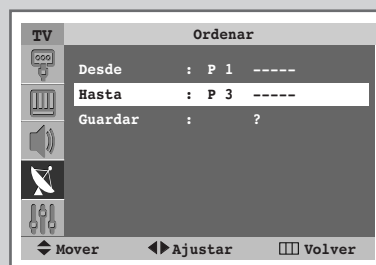 TV Ordenar
Desde : P 1 -----
Hasta : P 3 -----
Guardar : ?
Mover Ajustar Volver